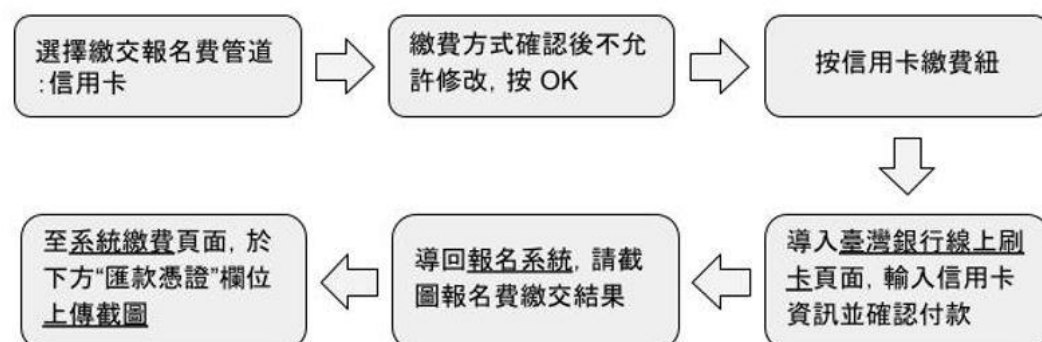 選擇繳交報名費管道
:信用卡
繳費方式確認後不允
許修改, 按 OK
按信用卡繳費紐
導入臺灣銀行線上刷
卡頁面, 輸入信用卡
資訊並確認付款
導回報名系統, 請截
圖報名費繳交結果
至系統繳費頁面, 於
下方“匯款憑證”欄位
上傳截圖